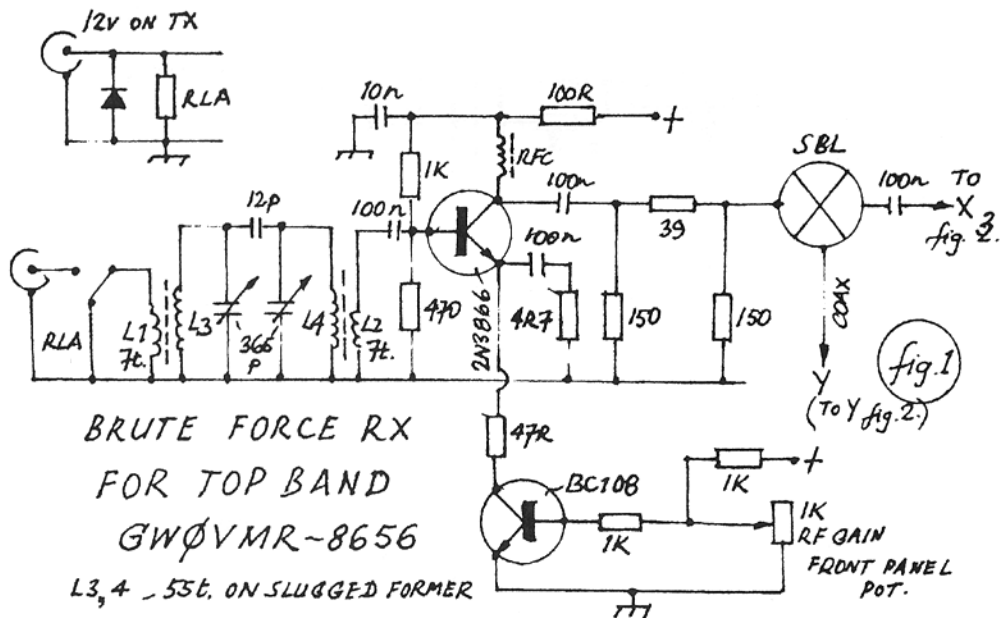 12V ON TX
RLA
10n
100R
+
1K
RFC
SBL
100n
TO
X
fig. 3
2.
12P
100n
100n
100n
39
RLA
L1
7t.
L3
365
P
L4
L2
7t.
470
2N3866
4R7
150
150
COAX
Y
(TO Y fig. 2.)
fig.1
BRUTE FORCE RX
FOR TOP BAND
GWØVMR-8656
L3,4 - 55t. ON SLUGGED FORMER
47R
BC108
1K
1K
+
1K
RF GAIN
FRONT PANEL
POT.